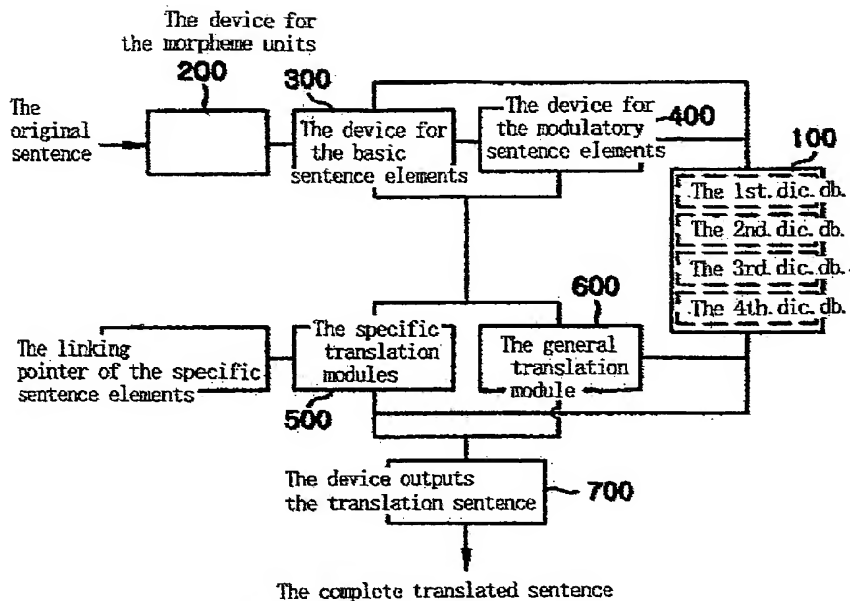 The device for
the morpheme units
200
300
The
original
sentence
The device for
the basic
sentence elements
The device for
the modulatory
sentence elements
400
100
The 1st. dic. db.
The 2nd. dic. db.
The 3rd. dic. db.
The 4th. dic. db.
600
The linking
pointer of the specific
sentence elements
The specific
translation
modules
500
The general
translation
module
The device outputs
the translation sentence
700
The complete translated sentence